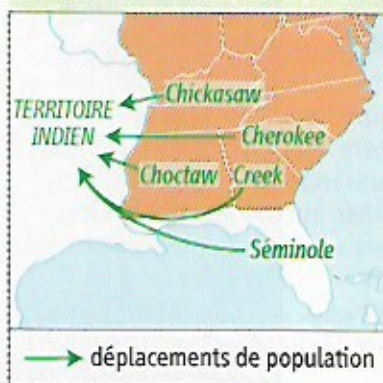 Chickasaw
TERRITOIRE
INDIEN
Cherokee
Choctaw
Creek
Séminole
déplacements de population